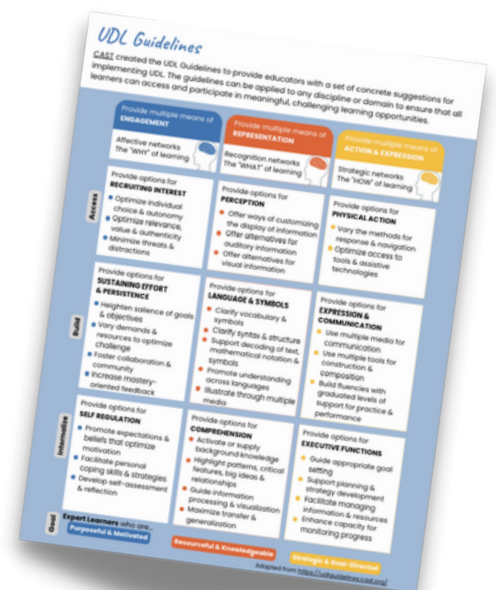 UDL Guidelines
CAST created the UDL Guidelines to provide educators with a set of concrete suggestions for
implementing UDL. The guidelines can be applied to any discipline or domain to ensure that all
learners can access and participate in meaningful, challenging learning opportunities.
Provide multiple means of
ENGAGEMENT
Affective networks
The "WHY" of learning
Provide multiple means of
REPRESENTATION
Recognition networks
The "WHAT" of learning
Provide multiple means of
ACTION & EXPRESSION
Strategic networks
The "HOW" of learning
Access
Provide options for
RECRUITING INTEREST
Optimize individual
choice & autonomy
Optimize relevance,
value & authenticity
Minimize threats &
distractions
Provide options for
PERCEPTION
Offer ways of customizing
the display of information
Offer alternatives for
auditory information
Offer alternatives for
visual information
Provide options for
PHYSICAL ACTION
Vary the methods for
response & navigation
Optimize access to
tools & assistive
technologies
Build
Provide options for
SUSTAINING EFFORT
& PERSISTENCE
Heighten salience of goals
& objectives
Vary demands &
resources to optimize
challenge
Foster collaboration &
community
Increase mastery-
oriented feedback
Provide options for
LANGUAGE & SYMBOLS
Clarify vocabulary &
symbols
Clarify syntax & structure
Support decoding of text,
mathematical notation &
symbols
Promote understanding
across languages
Illustrate through multiple
media
Provide options for
EXPRESSION &
COMMUNICATION
Use multiple media for
communication
Use multiple tools for
construction &
composition
Build fluencies with
graduated levels of
support for practice &
performance
Internalize
Provide options for
SELF REGULATION
Promote expectations &
beliefs that optimize
motivation
Facilitate personal
coping skills & strategies
Develop self-assessment
& reflection
Provide options for
COMPREHENSION
Activate or supply
background knowledge
Highlight patterns, critical
features, big ideas &
relationships
Guide information
processing & visualization
Maximize transfer &
generalization
Provide options for
EXECUTIVE FUNCTIONS
Guide appropriate goal
setting
Support planning &
strategy development
Facilitate managing
information & resources
Enhance capacity for
monitoring progress
Goal
Expert Learners who are...
Purposeful & Motivated
Resourceful & Knowledgeable
Strategic & Goal-Directed
Adapted from https://udlguidelines.cast.org/